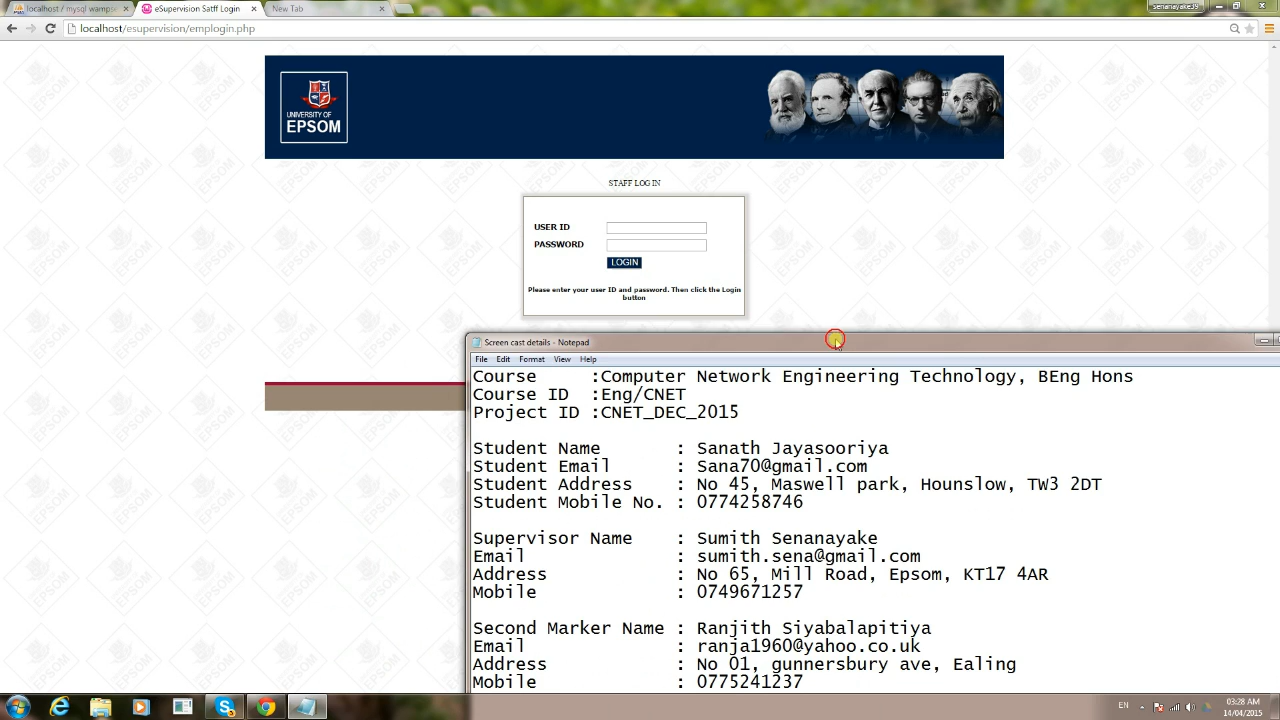 localhost / mysql wampse
eSupervision Satff Login
New Tab
senanayake39
localhost/esupervision/emplogin.php
UNIVERSITY OF
EPSOM
STAFF LOG IN
USER ID
PASSWORD
LOGIN
Please enter your user ID and password. Then click the Login
button
Screen cast details - Notepad
File Edit Format View Help
Course :Computer Network Engineering Technology, BEng Hons
Course ID :Eng/CNET
Project ID :CNET_DEC_2015
Student Name : Sanath Jayasooriya
Student Email : Sana70@gmail.com
Student Address : No 45, Maswell park, Hounslow, TW3 2DT
Student Mobile No. : 0774258746
Supervisor Name : Sumith Senanayake
Email : sumith.sena@gmail.com
Address : No 65, Mill Road, Epsom, KT17 4AR
Mobile : 0749671257
Second Marker Name : Ranjith Siyabalapitiya
Email : ranja1960@yahoo.co.uk
Address : No 01, gunnersbury ave, Ealing
Mobile : 0775241237
EN
03:28 AM
14/04/2015